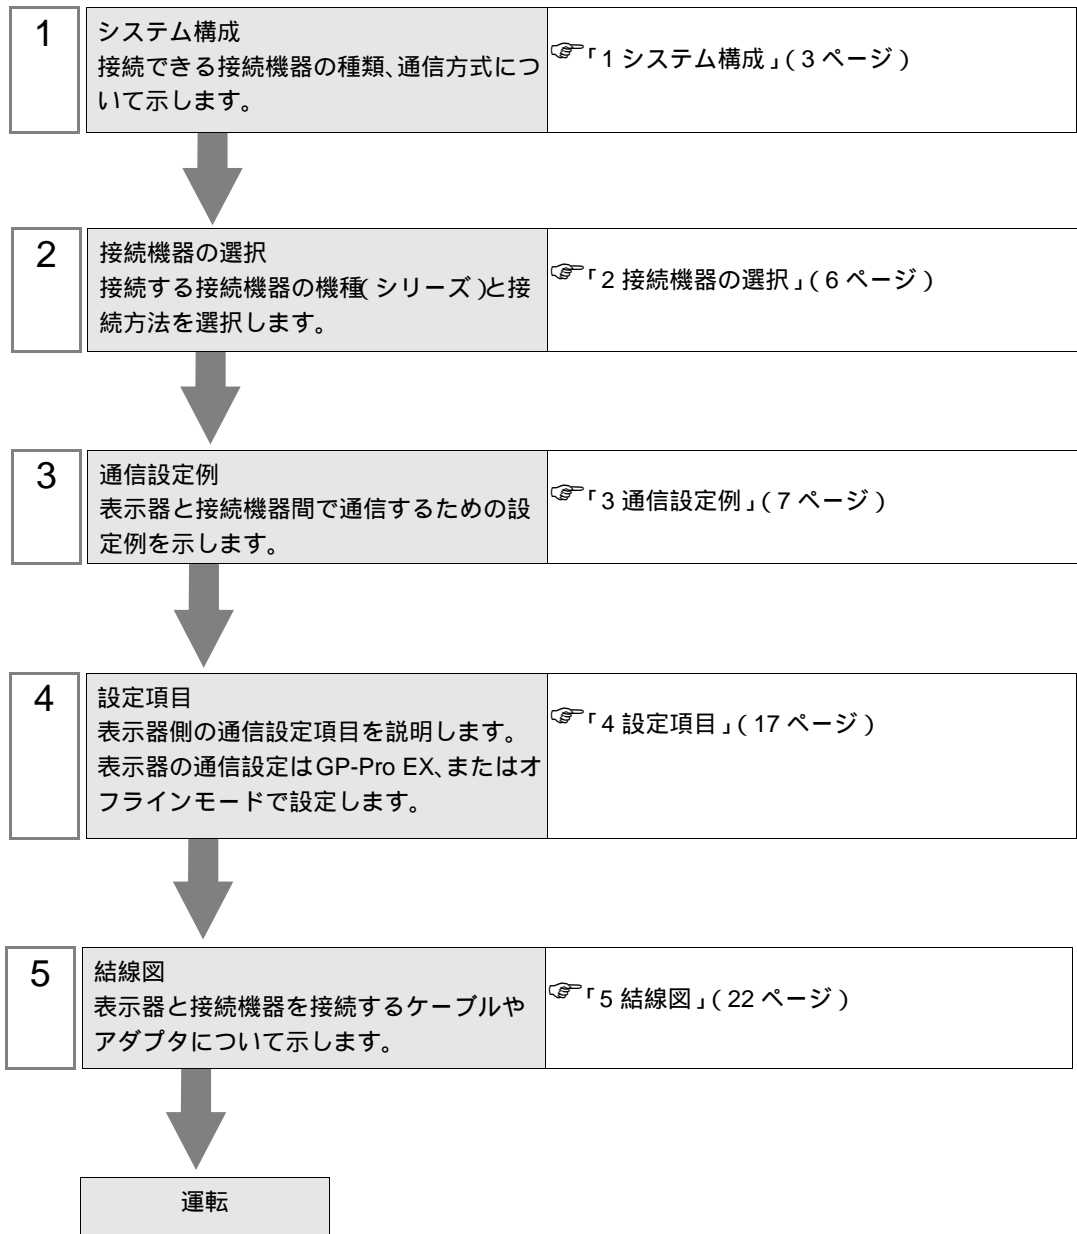 1
システム構成
接続できる接続機器の種類、通信方式につ
いて示します。
☞「1 システム構成」( 3 ページ )
2
接続機器の選択
接続する接続機器の機種( シリーズ )と接
続方法を選択します。
☞「2 接続機器の選択」( 6 ページ )
3
通信設定例
表示器と接続機器間で通信するための設
定例を示します。
☞「3 通信設定例」( 7 ページ )
4
設定項目
表示器側の通信設定項目を説明します。
表示器の通信設定はGP-Pro EX、またはオ
フラインモードで設定します。
☞「4 設定項目」( 17 ページ )
5
結線図
表示器と接続機器を接続するケーブルや
アダプタについて示します。
☞「5 結線図」( 22 ページ )
運転